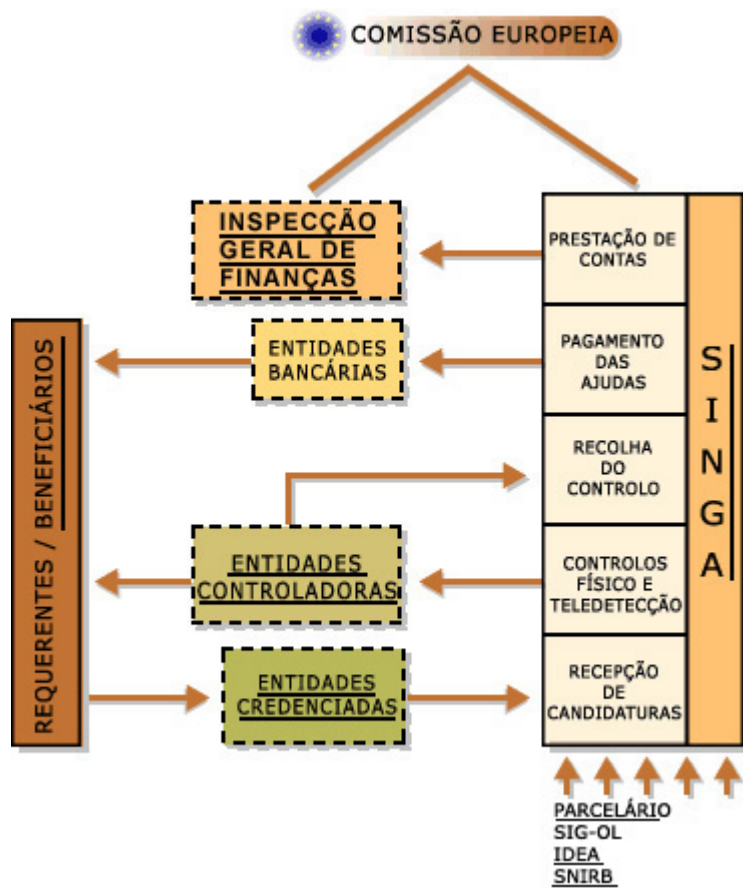 COMISSÃO EUROPEIA
INSPECÇÃO
GERAL DE
FINANÇAS
PRESTAÇÃO DE
CONTAS
ENTIDADES
BANCÁRIAS
PAGAMENTO
DAS
AJUDAS
RECOLHA
DO
CONTROLO
ENTIDADES
CONTROLADORAS
CONTROLOS
FÍSICO E
TELEDETECÇÃO
ENTIDADES
CREDENCIADAS
RECEPÇÃO
DE
CANDIDATURAS
REQUERENTES / BENEFICIÁRIOS
SINGA
PARCELÁRIO
SIG-OL
IDEA
SNIRB